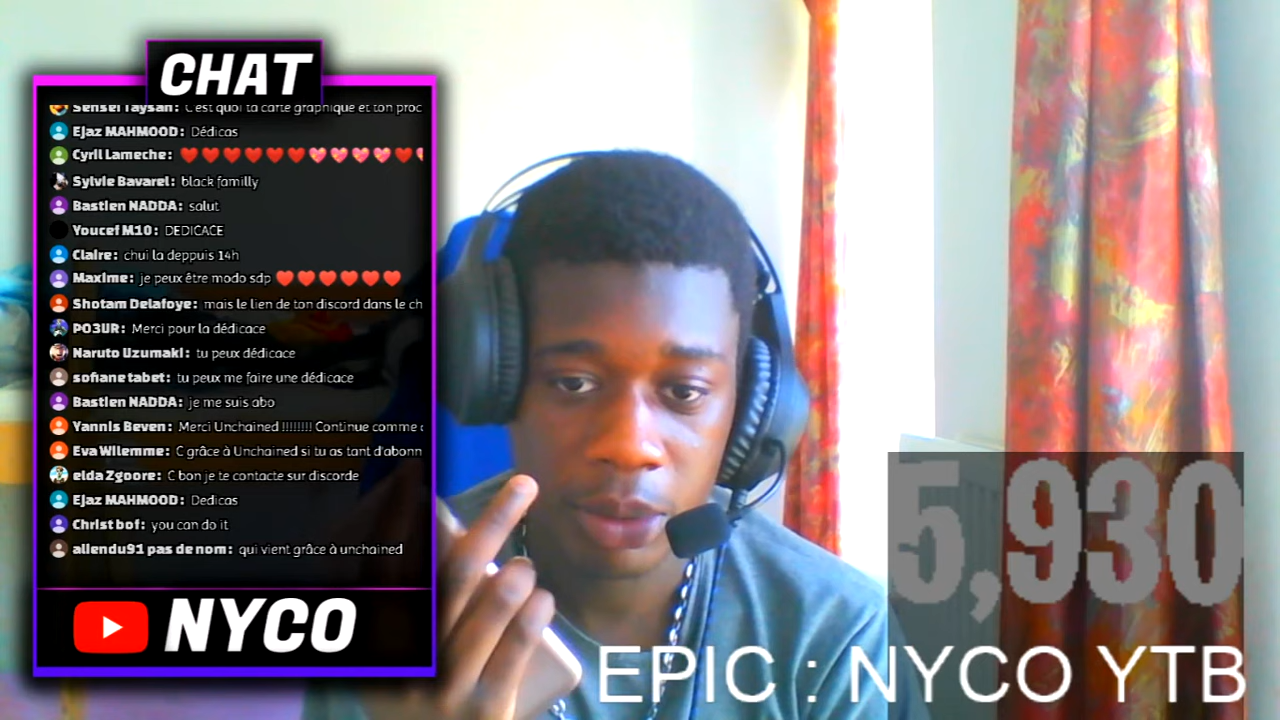 CHAT
Sensei Taysan: C'est quoi ta carte graphique et ton proc
Ejaz MAHMOOD: Dédicas
Cyril Lameche: ❤️❤️❤️❤️❤️❤️💖💖💖💖❤️
Sylvie Bavarel: black familly
Bastien NADDA: salut
Youcef M10: DEDICACE
Claire: chui la deppuis 14h
Maxime: je peux être modo sdp ❤️❤️❤️❤️❤️❤️
Shotam Delafoye: mais le lien de ton discord dans le ch
PO3UR: Merci pour la dédicace
Naruto Uzumaki: tu peux dédicace
sofiane tabet: tu peux me faire une dédicace
Bastien NADDA: je me suis abo
Yannis Beven: Merci Unchained !!!!!!!! Continue comme
Eva Wilemme: C grâce à Unchained si tu as tant d'abonn
elda Zgoore: C bon je te contacte sur discorde
Ejaz MAHMOOD: Dedicas
Christ bof: you can do it
allendu91 pas de nom: qui vient grâce à unchained
NYCO
5,930
EPIC : NYCO YTB